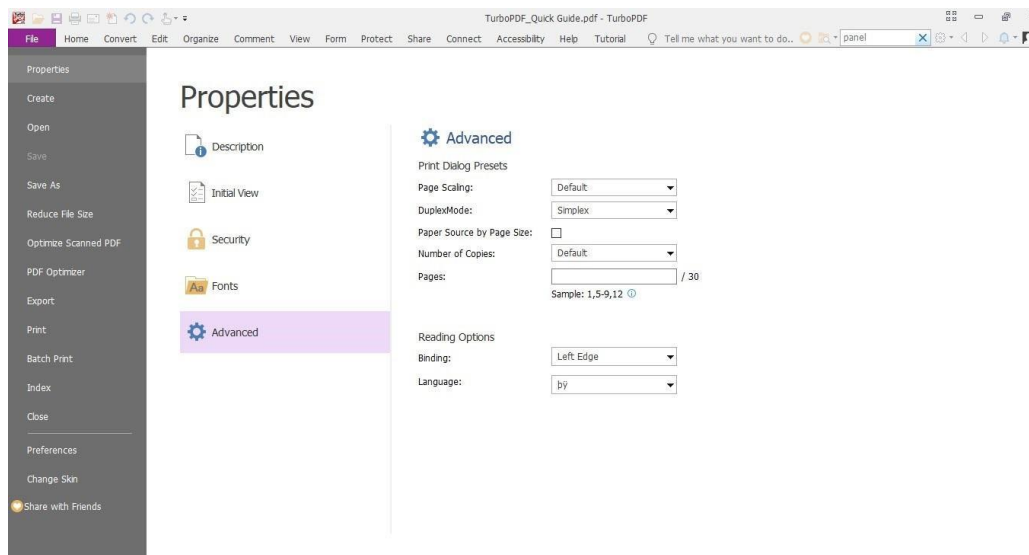 TurboPDF_Quick Guide.pdf - TurboPDF
File Home Convert Edit Organize Comment View Form Protect Share Connect Accessibility Help Tutorial Tell me what you want to do.. panel
Properties
Create
Open
Save
Save As
Reduce File Size
Optimize Scanned PDF
PDF Optimizer
Export
Print
Batch Print
Index
Close
Preferences
Change Skin
Share with Friends
Properties
Description
Initial View
Security
Aa Fonts
Advanced
Advanced
Print Dialog Presets
Page Scaling: Default
DuplexMode: Simplex
Paper Source by Page Size:
Number of Copies: Default
Pages: / 30
Sample: 1,5-9,12
Reading Options
Binding: Left Edge
Language: þÿ